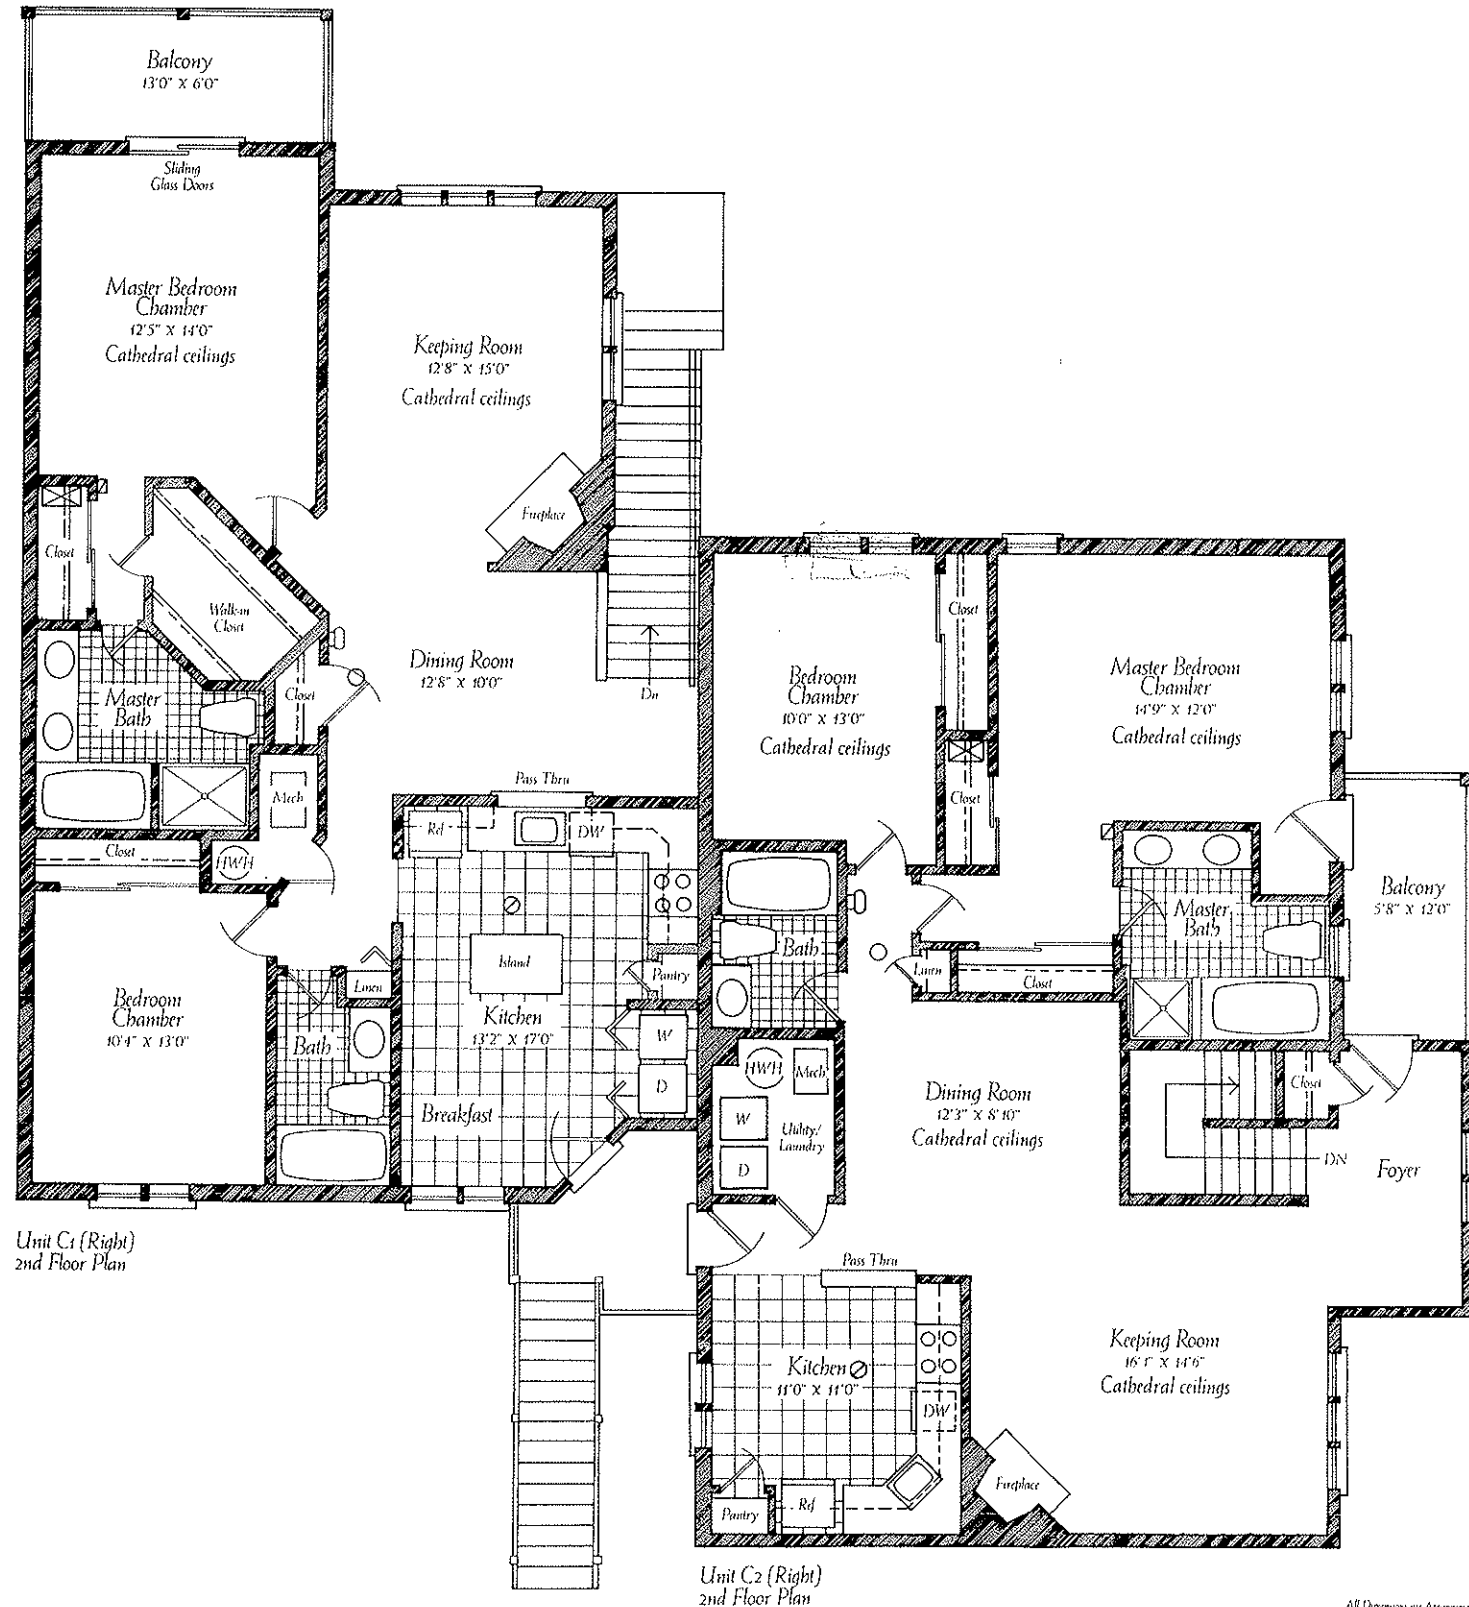 Balcony
13'0" X 6'0"
Sliding
Glass Doors
Master Bedroom
Chamber
12'5" X 14'0"
Cathedral ceilings
Keeping Room
12'8" X 15'0"
Cathedral ceilings
Fireplace
Closet
Walk-in
Closet
Dining Room
12'8" X 10'0"
Dn
Master
Bath
Closet
Mech
HWH
Closet
Pass Thru
Ref
DW
Island
Pantry
Kitchen
13'2" X 17'0"
W
D
Breakfast
Linen
Bath
Bedroom
Chamber
10'4" X 13'0"
Unit C1 (Right)
2nd Floor Plan
Bedroom
Chamber
10'0" X 13'0"
Cathedral ceilings
Closet
Closet
Master Bedroom
Chamber
14'9" X 12'0"
Cathedral ceilings
Balcony
5'8" X 12'0"
Master
Bath
Bath
Linen
Closet
HWH
Mech
W
D
Utility/
Laundry
Dining Room
12'3" X 8'10"
Cathedral ceilings
Closet
DN
Foyer
Pass Thru
Kitchen
11'0" X 11'0"
DW
Pantry
Ref
Fireplace
Keeping Room
16'1" X 14'6"
Cathedral ceilings
Unit C2 (Right)
2nd Floor Plan
All